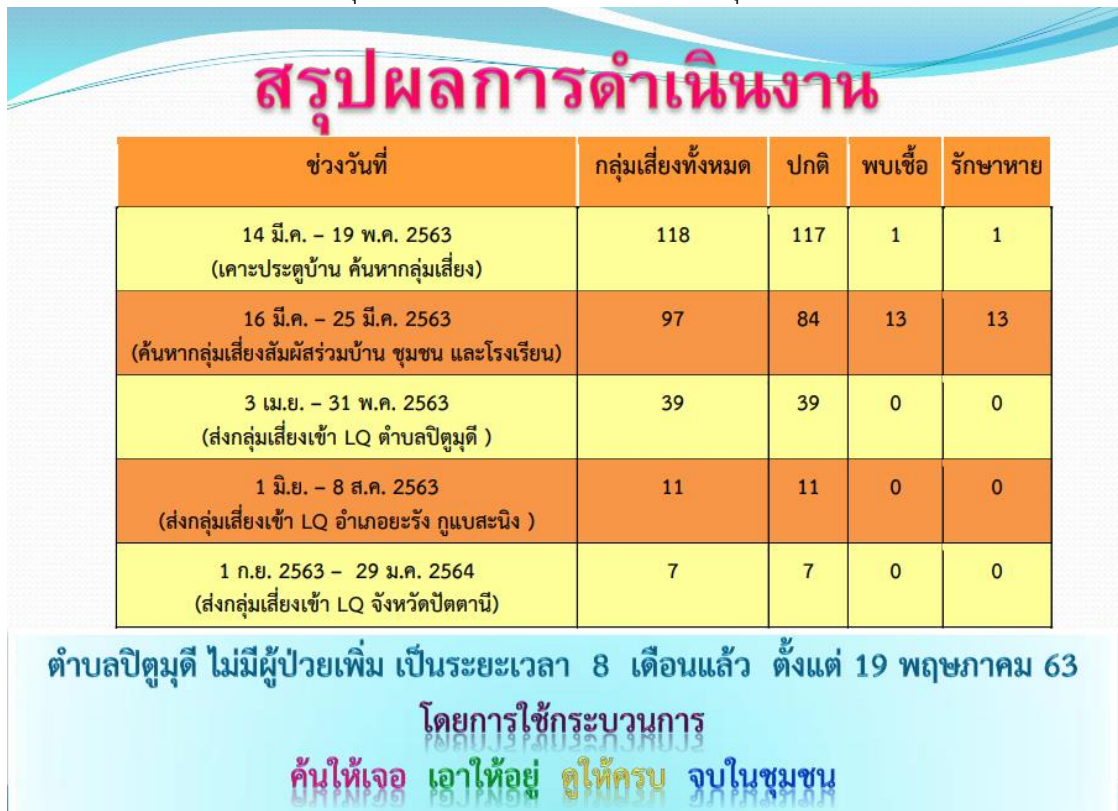 สรุปผลการดำเนินงาน
ช่วงวันที่ กลุ่มเสี่ยงทั้งหมด ปกติ พบเชื้อ รักษาหาย
14 มี.ค. – 19 พ.ค. 2563 118 117 1 1
(เคาะประตูบ้าน ค้นหากลุ่มเสี่ยง)
16 มี.ค. – 25 มี.ค. 2563 97 84 13 13
(ค้นหากลุ่มเสี่ยงสัมผัสร่วมบ้าน ชุมชน และโรงเรียน)
3 เม.ย. – 31 พ.ค. 2563 39 39 0 0
(ส่งกลุ่มเสี่ยงเข้า LQ ตำบลปิตูมุดี )
1 มิ.ย. – 8 ส.ค. 2563 11 11 0 0
(ส่งกลุ่มเสี่ยงเข้า LQ อำเภอยะรัง กูแบสะนิง )
1 ก.ย. 2563 – 29 ม.ค. 2564 7 7 0 0
(ส่งกลุ่มเสี่ยงเข้า LQ จังหวัดปัตตานี)
ตำบลปิตูมุดี ไม่มีผู้ป่วยเพิ่ม เป็นระยะเวลา 8 เดือนแล้ว ตั้งแต่ 19 พฤษภาคม 63
โดยการใช้กระบวนการ
ค้นให้เจอ เอาให้อยู่ ดูให้ครบ จบในชุมชน